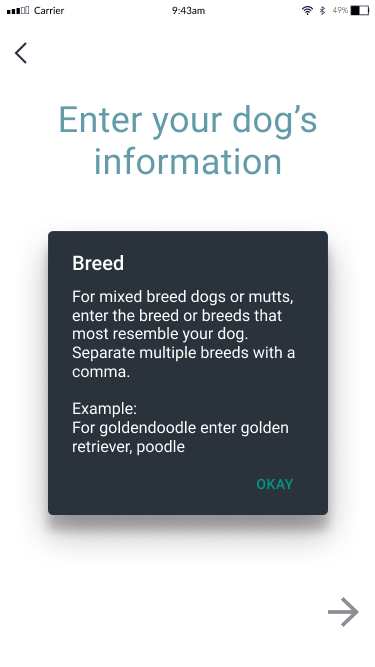 Carrier 9:43am 49%
Enter your dog’s
information
Breed
For mixed breed dogs or mutts,
enter the breed or breeds that
most resemble your dog.
Separate multiple breeds with a
comma.
Example:
For goldendoodle enter golden
retriever, poodle
OKAY